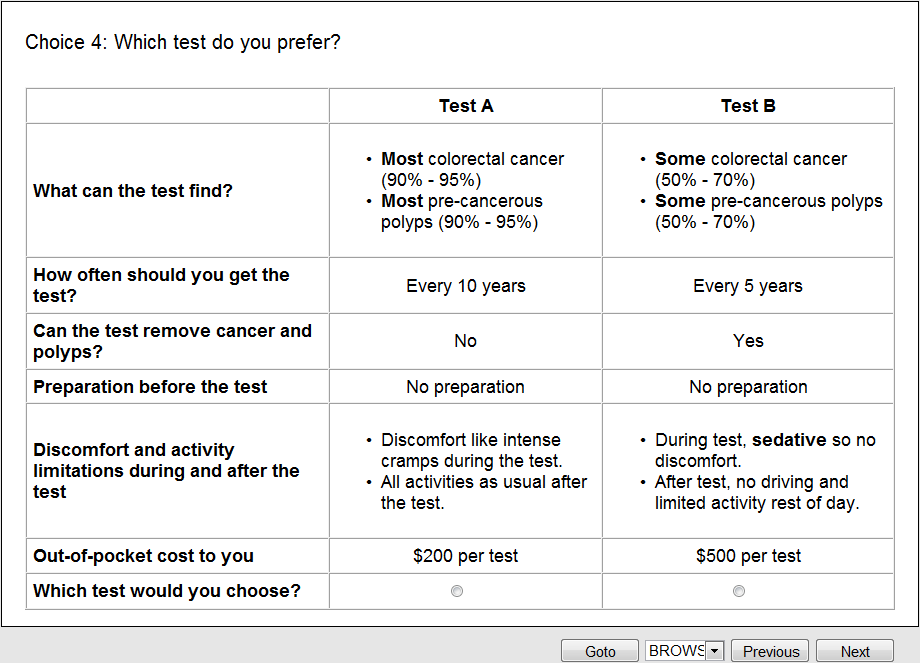 Choice 4: Which test do you prefer?
Test A
Test B
What can the test find?
• Most colorectal cancer
(90% - 95%)
• Most pre-cancerous
polyps (90% - 95%)
• Some colorectal cancer
(50% - 70%)
• Some pre-cancerous polyps
(50% - 70%)
How often should you get the
test?
Every 10 years
Every 5 years
Can the test remove cancer and
polyps?
No
Yes
Preparation before the test
No preparation
No preparation
Discomfort and activity
limitations during and after the
test
• Discomfort like intense
cramps during the test.
• All activities as usual after
the test.
• During test, sedative so no
discomfort.
• After test, no driving and
limited activity rest of day.
Out-of-pocket cost to you
$200 per test
$500 per test
Which test would you choose?
Goto
BROWS
Previous
Next